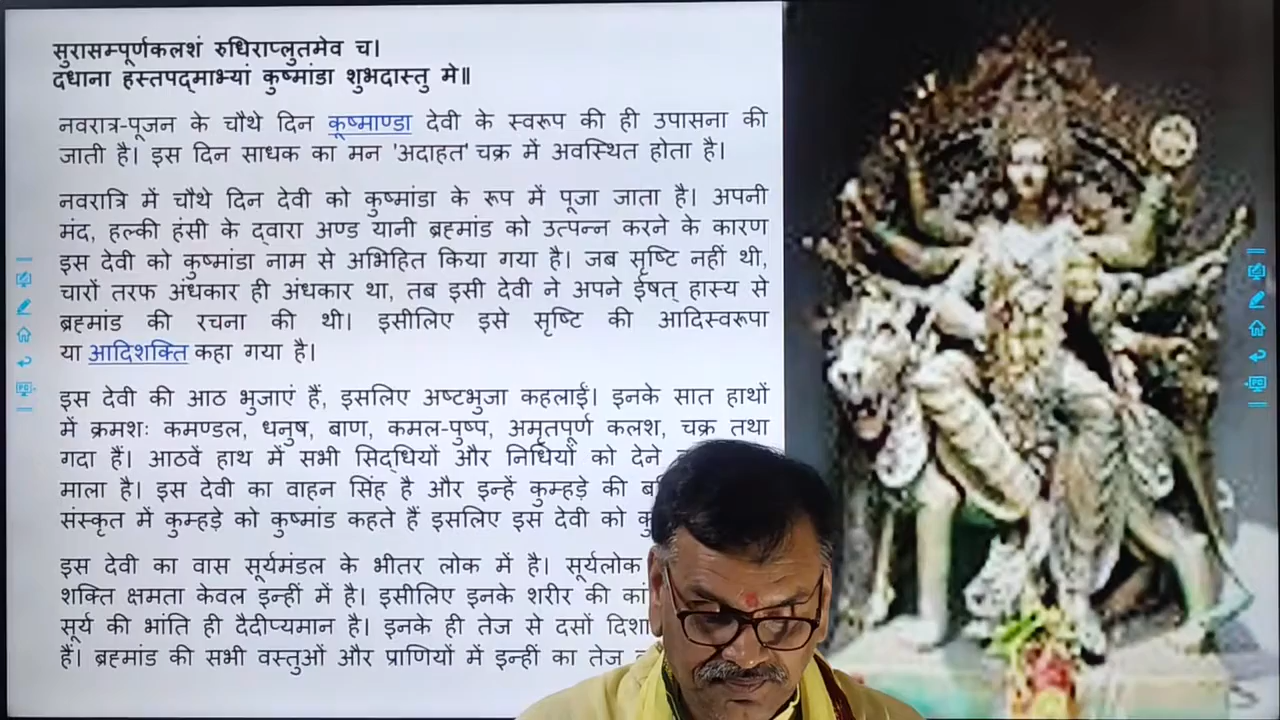 सुरासम्पूर्णकलशं रुधिराप्लुतमेव च।
दधाना हस्तपद्माभ्यां कुष्मांडा शुभदास्तु मे॥
नवरात्र-पूजन के चौथे दिन कूष्माण्डा देवी के स्वरूप की ही उपासना की
जाती है। इस दिन साधक का मन 'अदाहत' चक्र में अवस्थित होता है।
नवरात्रि में चौथे दिन देवी को कुष्मांडा के रूप में पूजा जाता है। अपनी
मंद, हल्की हंसी के द्वारा अण्ड यानी ब्रह्मांड को उत्पन्न करने के कारण
इस देवी को कुष्मांडा नाम से अभिहित किया गया है। जब सृष्टि नहीं थी,
चारों तरफ अंधकार ही अंधकार था, तब इसी देवी ने अपने ईषत् हास्य से
ब्रह्मांड की रचना की थी। इसीलिए इसे सृष्टि की आदिस्वरूपा
या आदिशक्ति कहा गया है।
इस देवी की आठ भुजाएं हैं, इसलिए अष्टभुजा कहलाईं। इनके सात हाथों
में क्रमशः कमण्डल, धनुष, बाण, कमल-पुष्प, अमृतपूर्ण कलश, चक्र तथा
गदा हैं। आठवें हाथ में सभी सिद्धियों और निधियों को देने
माला है। इस देवी का वाहन सिंह है और इन्हें कुम्हड़े की
संस्कृत में कुम्हड़े को कुष्मांड कहते हैं इसलिए इस देवी को
इस देवी का वास सूर्यमंडल के भीतर लोक में है। सूर्यलोक
शक्ति क्षमता केवल इन्हीं में है। इसीलिए इनके शरीर की
सूर्य की भांति ही दैदीप्यमान है। इनके ही तेज से दसों
हैं। ब्रह्मांड की सभी वस्तुओं और प्राणियों में इन्हीं का तेज